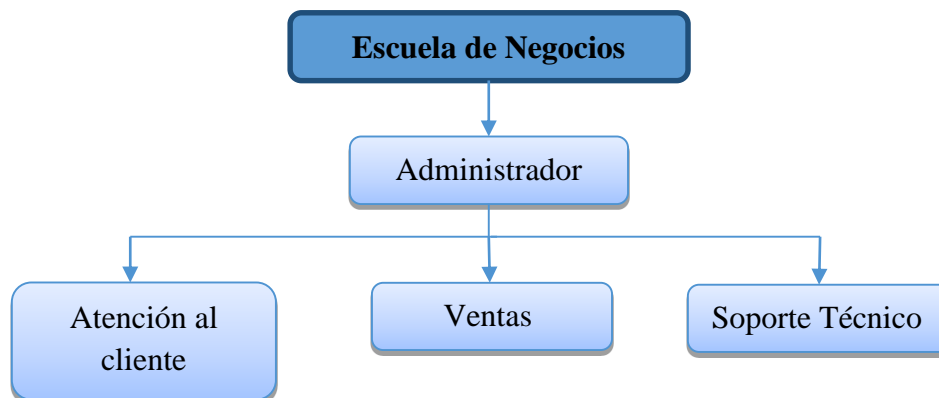 Escuela de Negocios
Administrador
Atención al
cliente
Ventas
Soporte Técnico